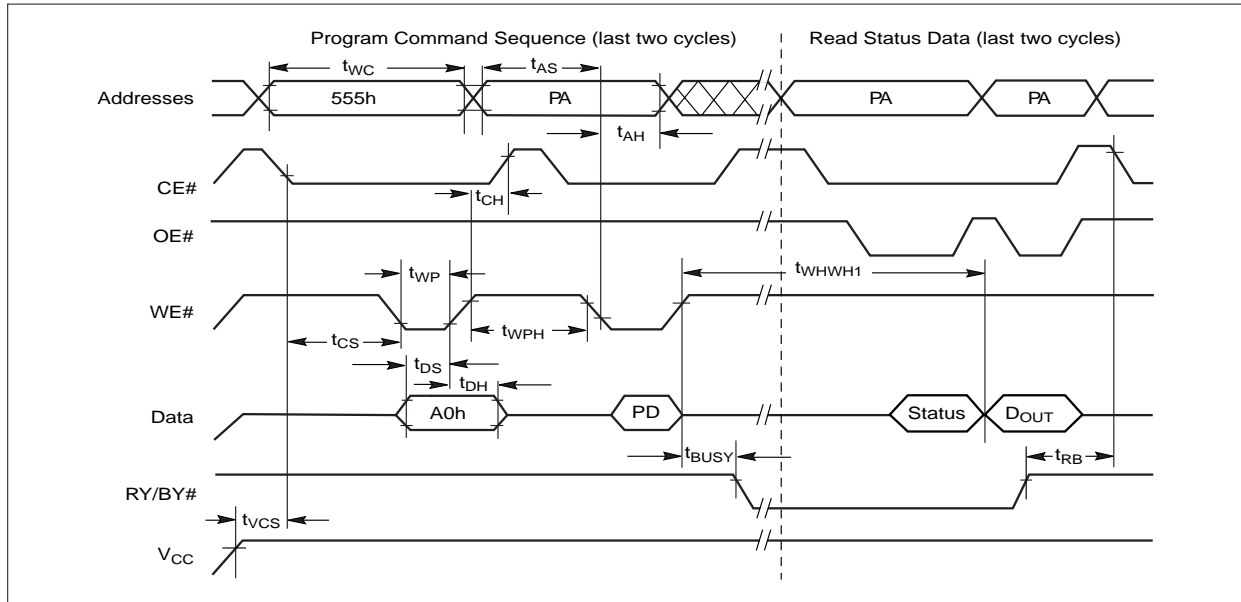 Program Command Sequence (last two cycles)
Read Status Data (last two cycles)
tWC
tAS
Addresses
555h
PA
PA
PA
tAH
CE#
tCH
OE#
tWP
tWHWH1
WE#
tCS
tWPH
tDS
tDH
Data
A0h
PD
Status
DOUT
tBUSY
tRB
RY/BY#
tVCS
VCC